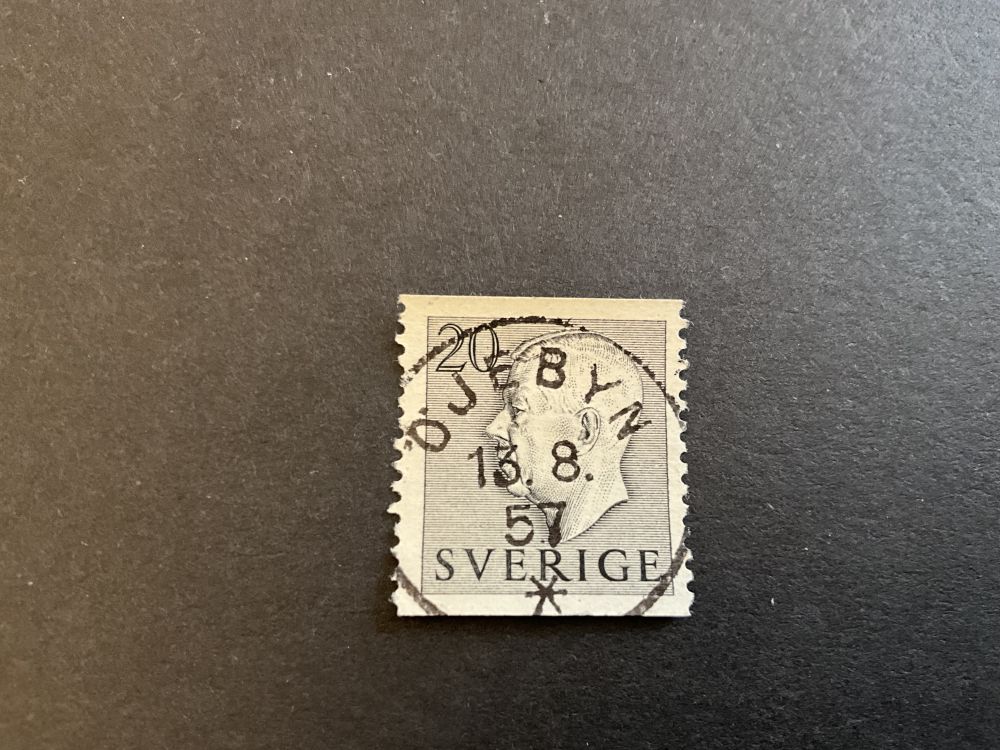 20
ÖJEBYN
13. 8.
57
SVERIGE